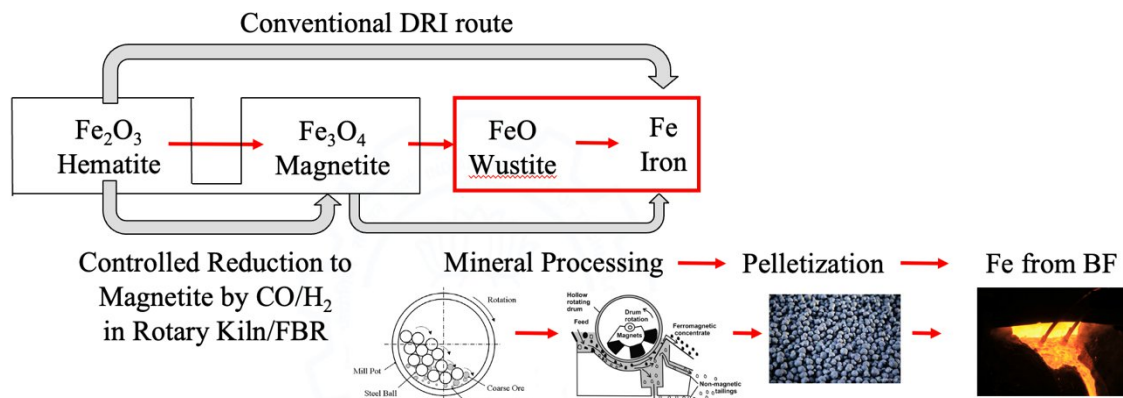 Conventional DRI route
Fe₂O₃
Hematite
Fe₃O₄
Magnetite
FeO
Wustite
Fe
Iron
Controlled Reduction to
Magnetite by CO/H₂
in Rotary Kiln/FBR
Mineral Processing
Pelletization
Fe from BF
Rotation
Mill Pot
Steel Ball
Coarse Ore
Hollow
rotating
drum
Feed
Drum
rotation
Magnets
Ferromagnetic
concentrate
Non-magnetic
tailings